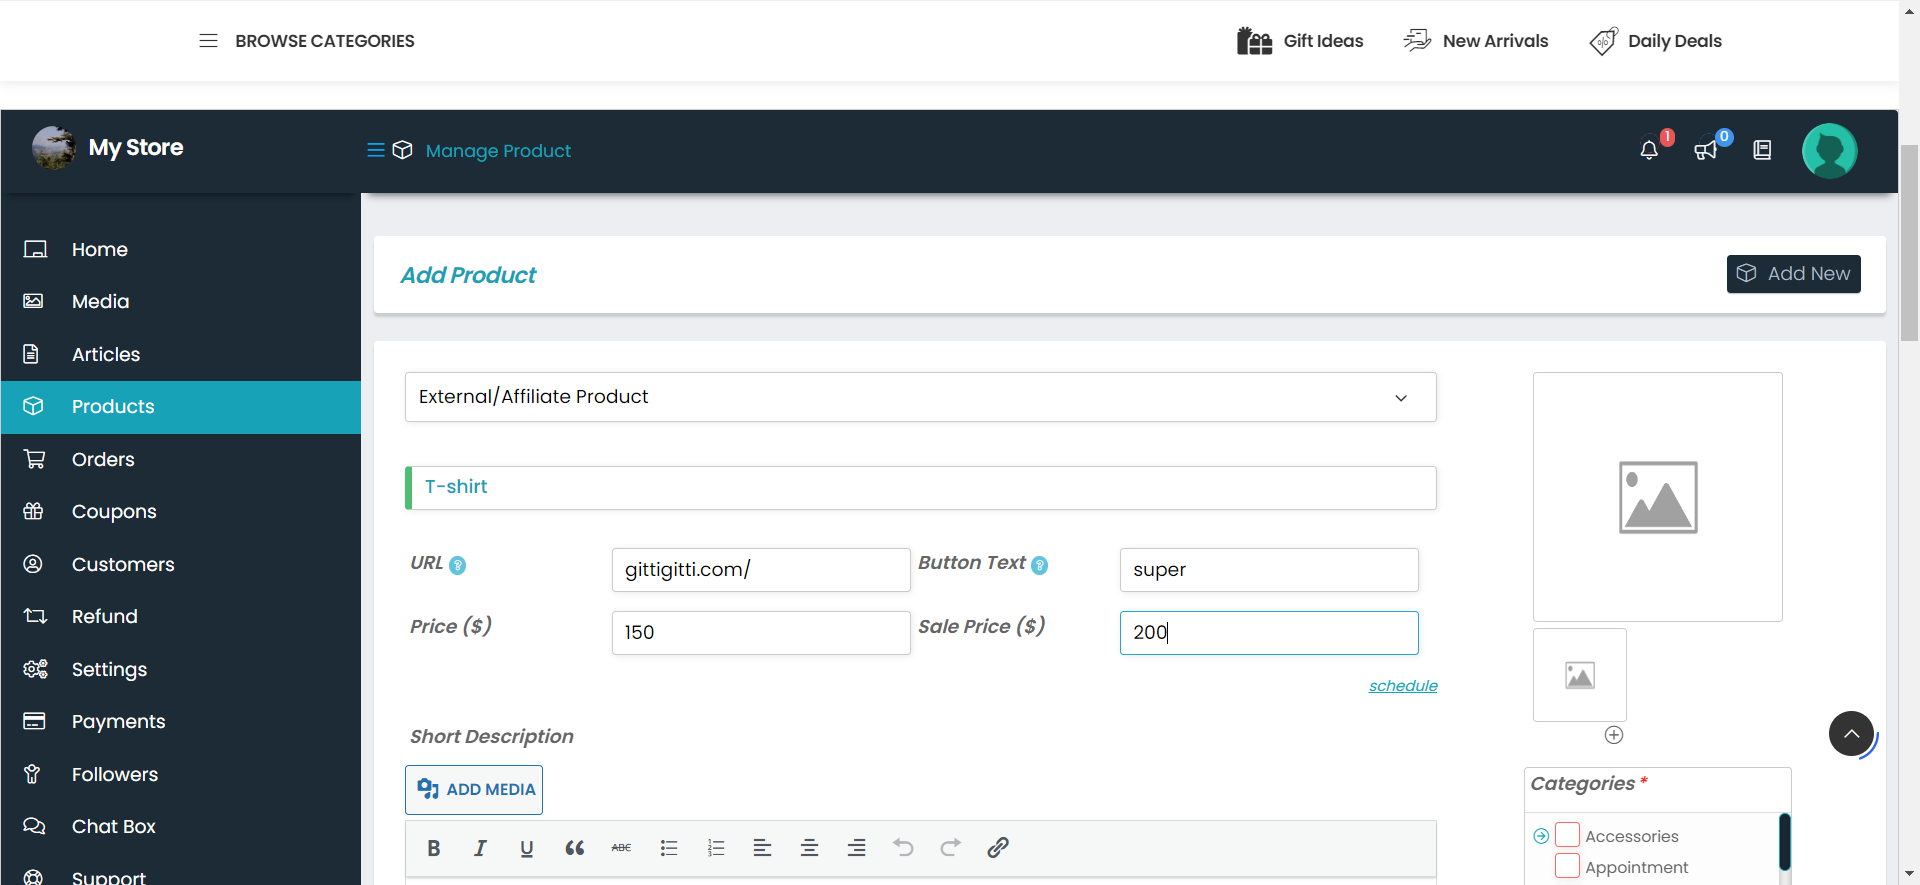 BROWSE CATEGORIES
Gift Ideas
New Arrivals
Daily Deals
My Store
Manage Product
1
0
Home
Media
Articles
Products
Orders
Coupons
Customers
Refund
Settings
Payments
Followers
Chat Box
Support
Add Product
Add New
External/Affiliate Product
T-shirt
URL ?
gittigitti.com/
Button Text ?
super
Price ($)
150
Sale Price ($)
200
schedule
Short Description
ADD MEDIA
B I U ABC
Categories *
Accessories
Appointment